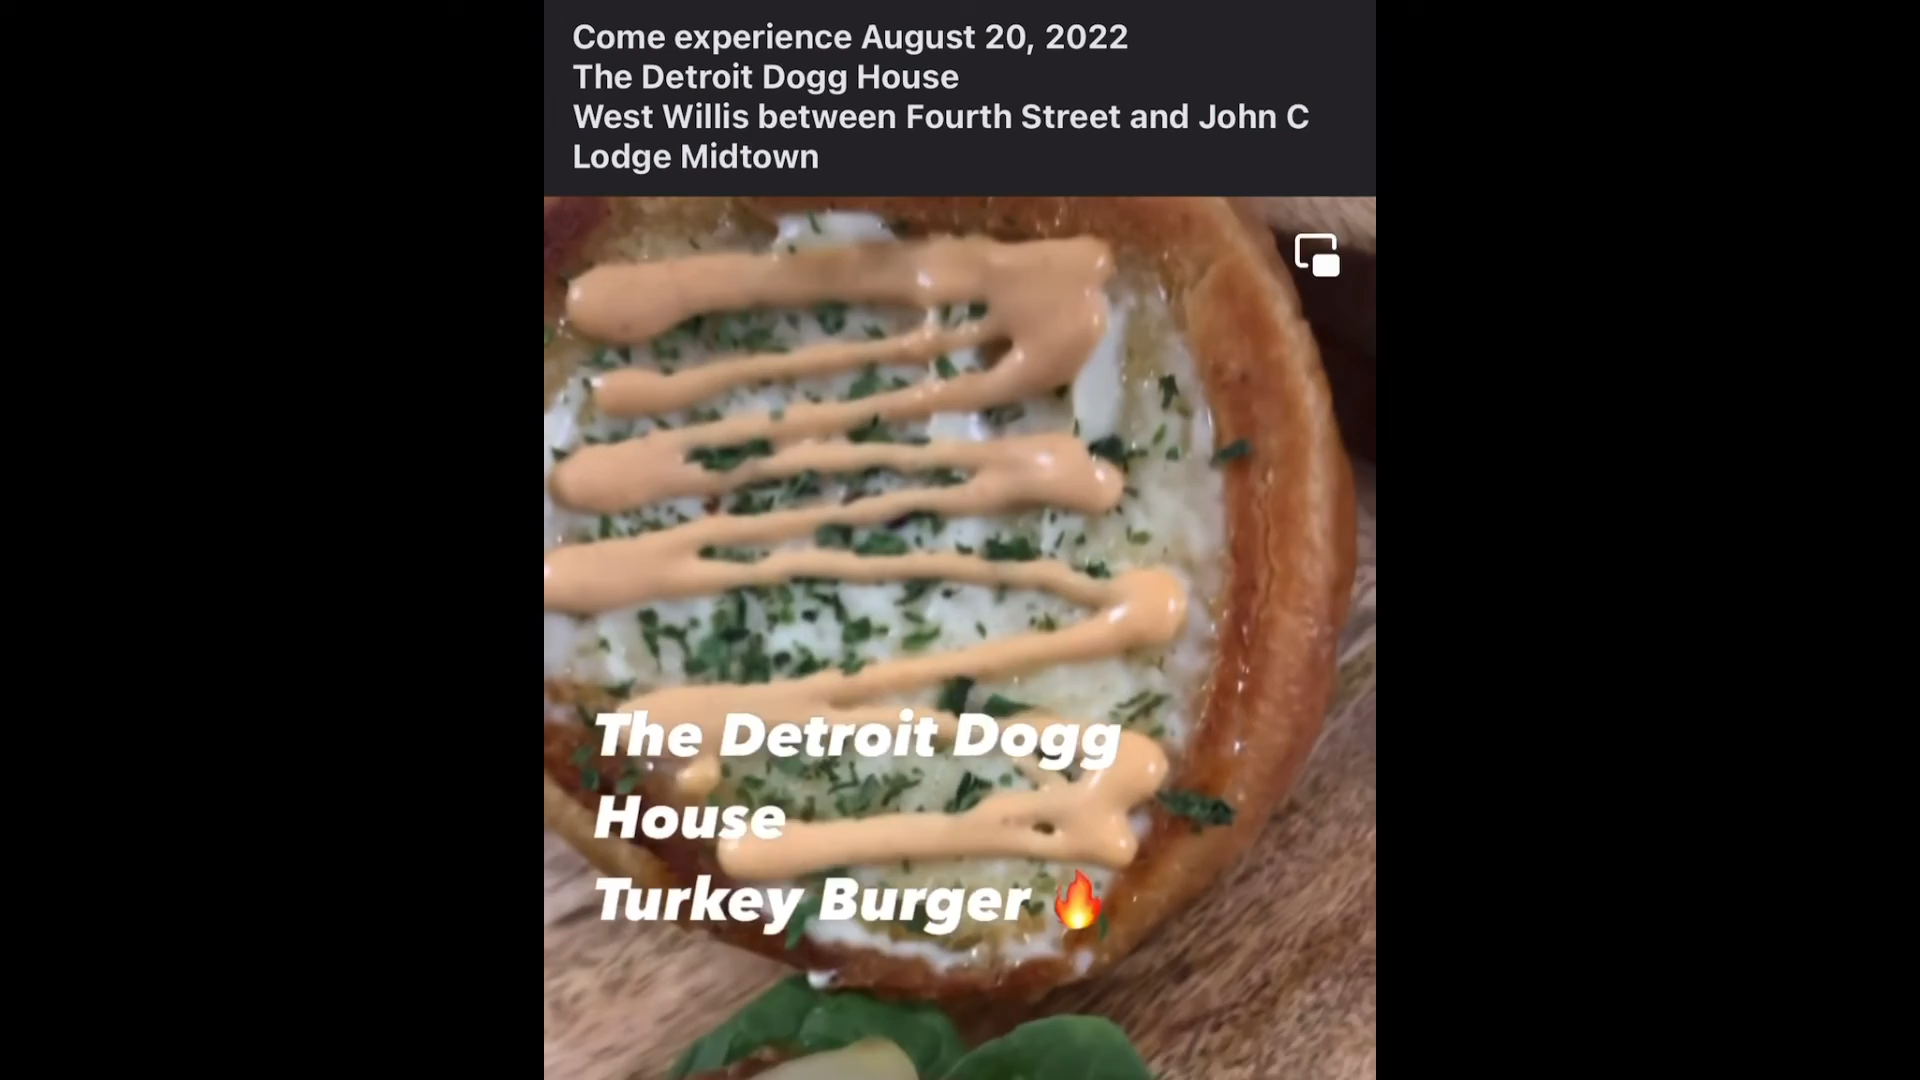 Come experience August 20, 2022
The Detroit Dogg House
West Willis between Fourth Street and John C
Lodge Midtown
The Detroit Dogg
House
Turkey Burger 🔥